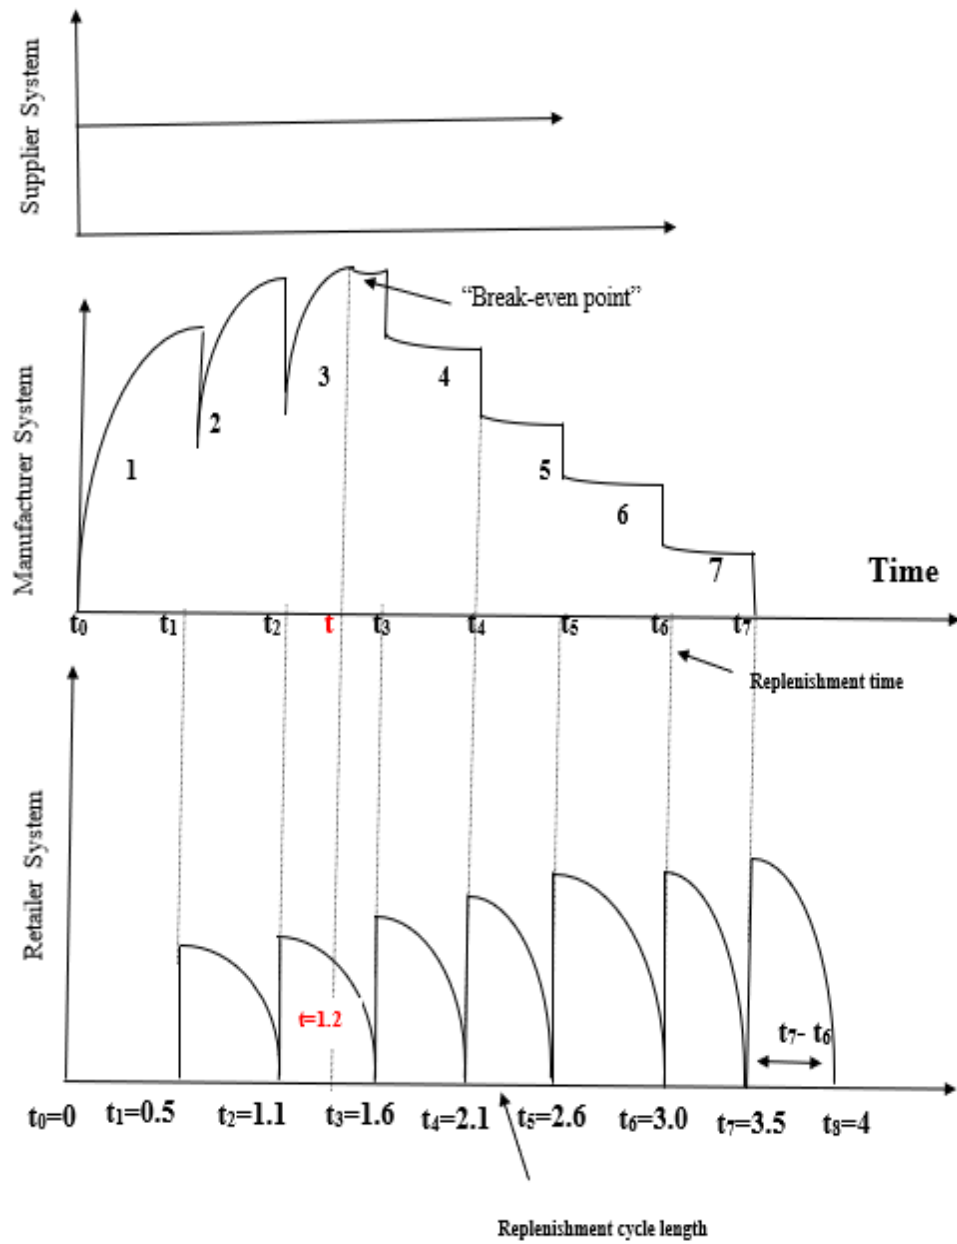 Supplier System
Manufacturer System
“Break-even point”
1
2
3
4
5
6
7
Time
t₀
t₁
t₂
t
t₃
t₄
t₅
t₆
t₇
Replenishment time
Retailer System
t=1.2
t₇- t₆
t₀=0
t₁=0.5
t₂=1.1
t₃=1.6
t₄=2.1
t₅=2.6
t₆=3.0
t₇=3.5
t₈=4
Replenishment cycle length